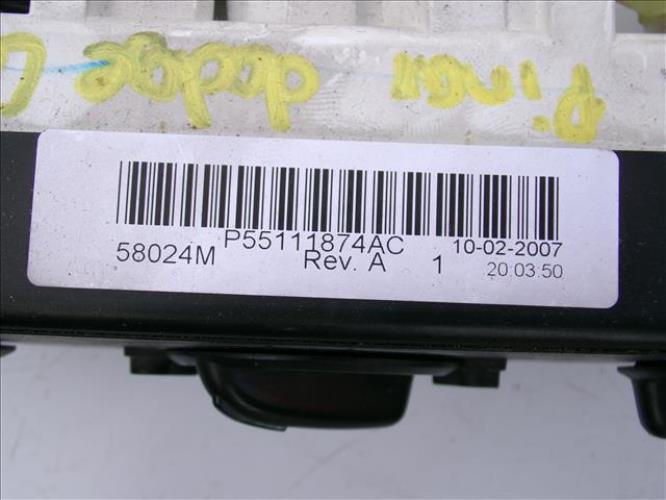 dodge
P55111874AC
10-02-2007
58024M
Rev. A
1
20:03:50